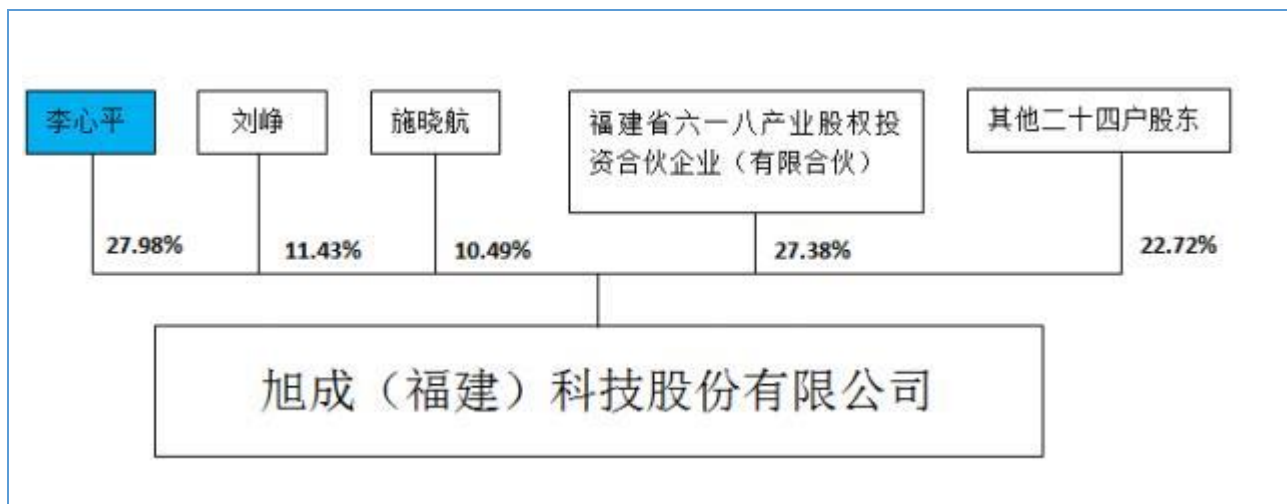 李心平
刘峥
施晓航
福建省六一八产业股权投
资合伙企业（有限合伙）
其他二十四户股东
27.98%
11.43%
10.49%
27.38%
22.72%
旭成（福建）科技股份有限公司